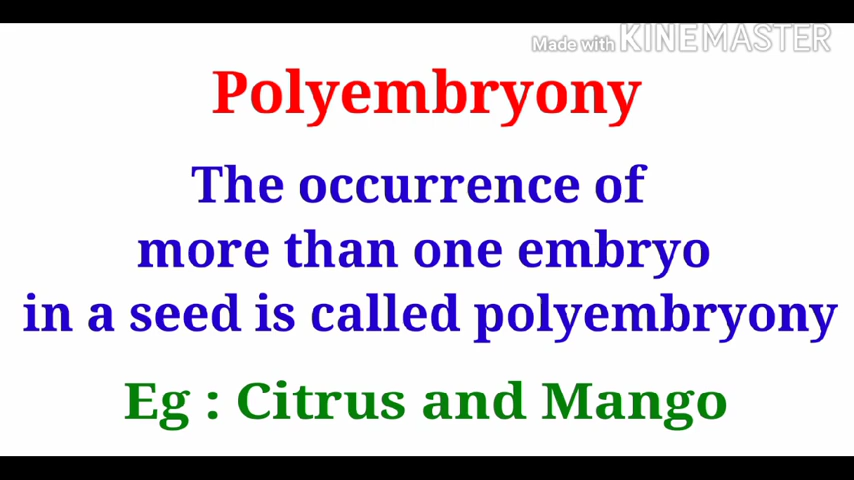 Made with KINEMASTER
Polyembryony
The occurrence of
more than one embryo
in a seed is called polyembryony
Eg : Citrus and Mango